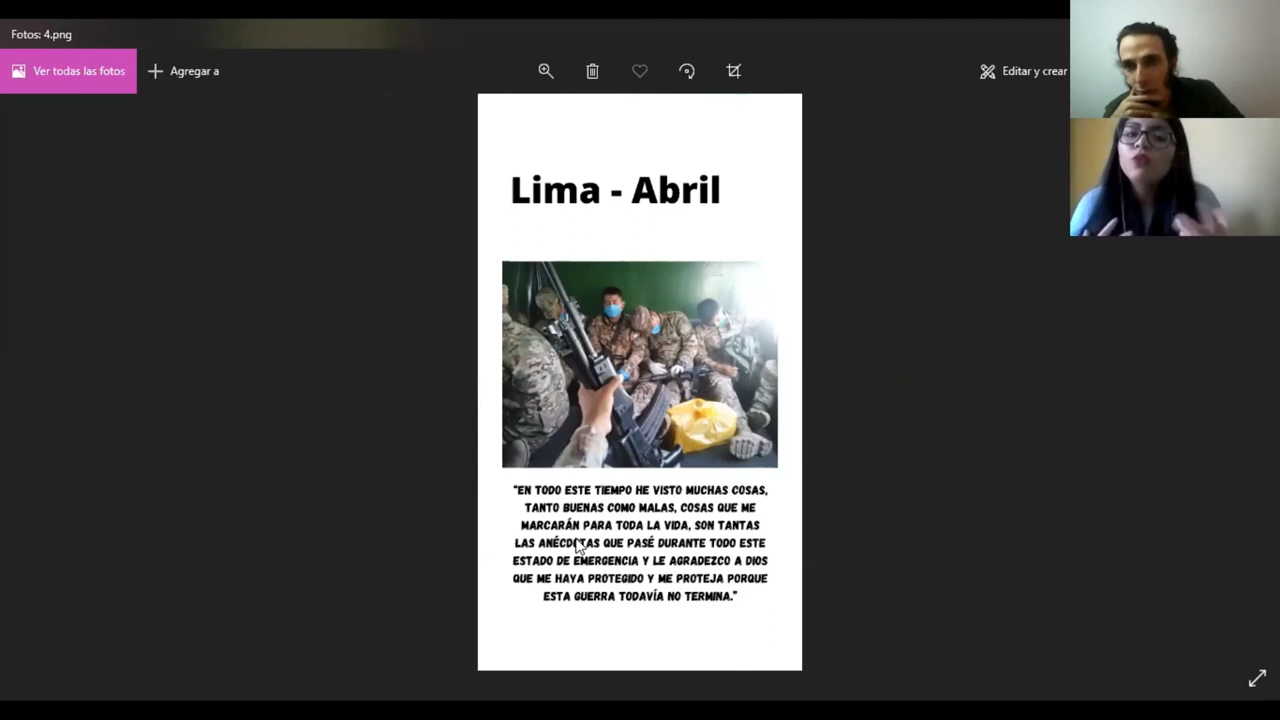 Fotos: 4.png
Ver todas las fotos
Agregar a
Editar y crear
Lima - Abril
"EN TODO ESTE TIEMPO HE VISTO MUCHAS COSAS,
TANTO BUENAS COMO MALAS, COSAS QUE ME
MARCARÁN PARA TODA LA VIDA, SON TANTAS
LAS ANÉCDOTAS QUE PASÉ DURANTE TODO ESTE
ESTADO DE EMERGENCIA Y LE AGRADEZCO A DIOS
QUE ME HAYA PROTEGIDO Y ME PROTEJA PORQUE
ESTA GUERRA TODAVÍA NO TERMINA."